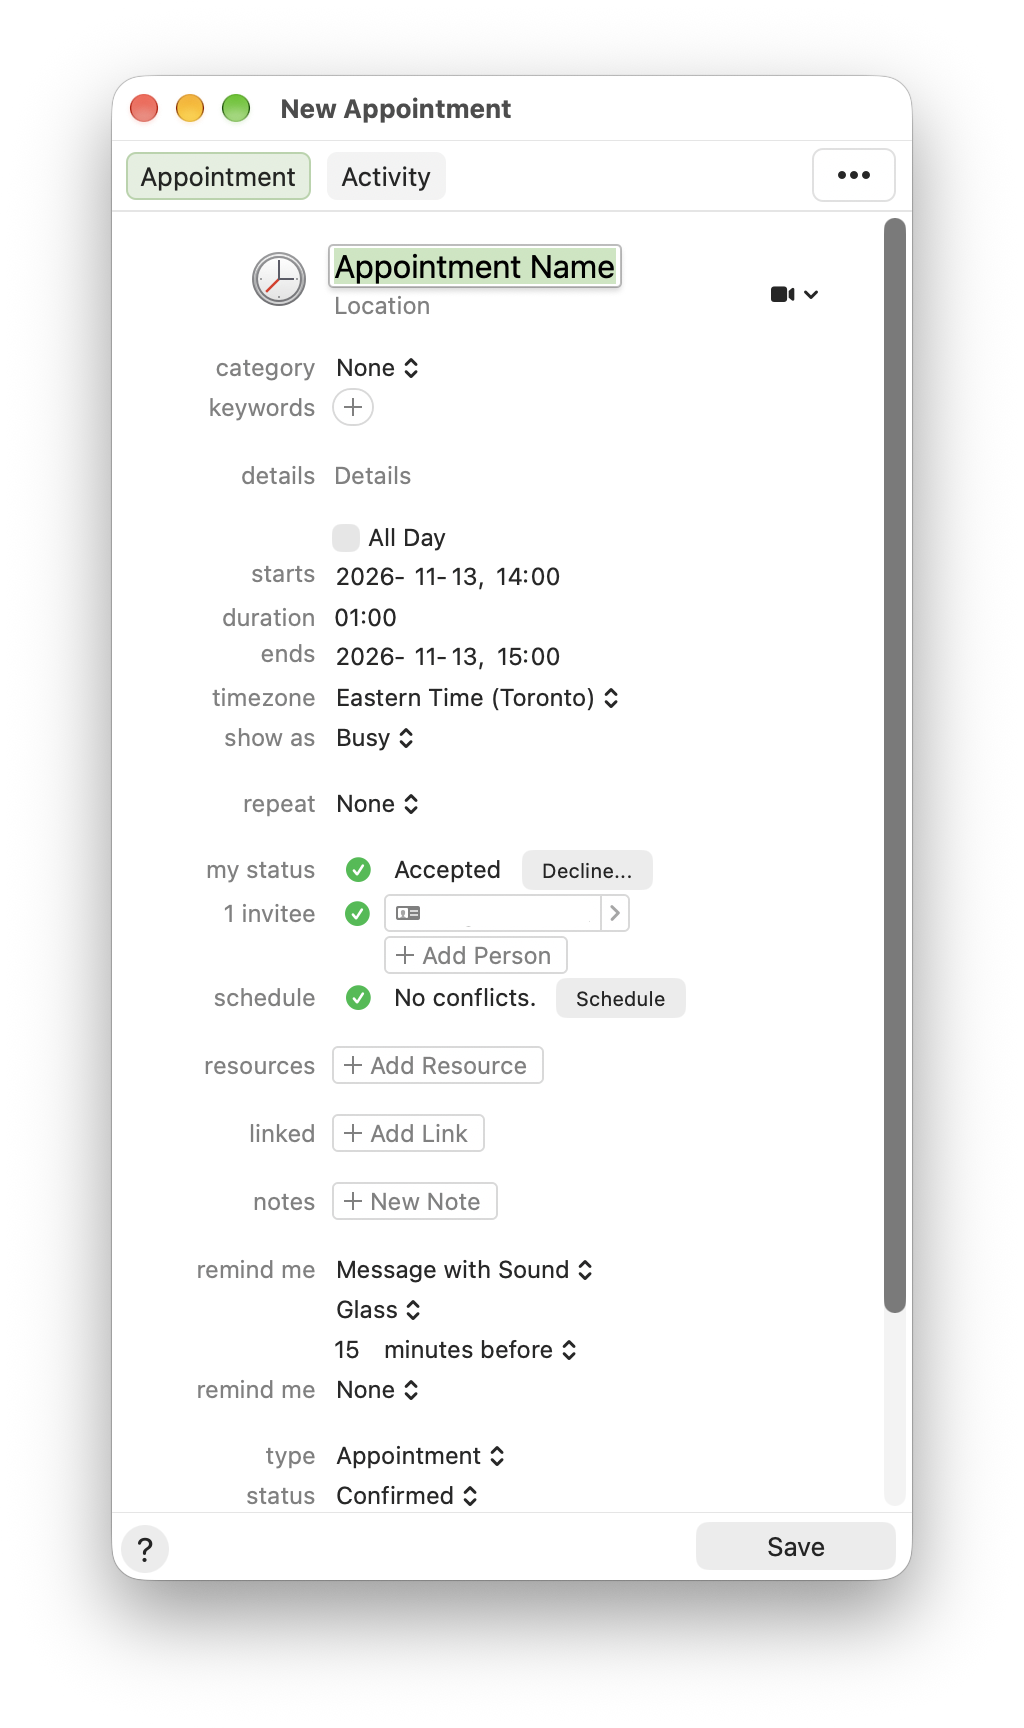 New Appointment
Appointment Activity •••
Appointment Name
Location
category None
keywords +
details Details
All Day
starts 2026- 11-13, 14:00
duration 01:00
ends 2026- 11-13, 15:00
timezone Eastern Time (Toronto)
show as Busy
repeat None
my status Accepted Decline...
1 invitee
+ Add Person
schedule No conflicts. Schedule
resources + Add Resource
linked + Add Link
notes + New Note
remind me Message with Sound
Glass
15 minutes before
remind me None
type Appointment
status Confirmed
? Save